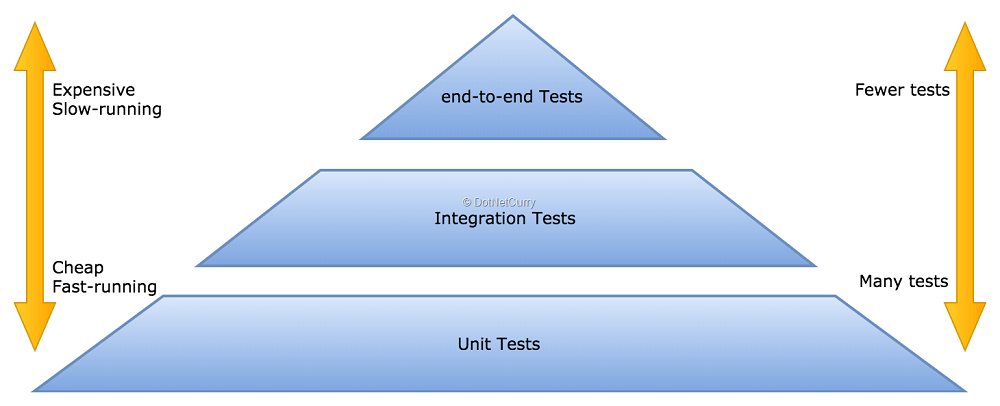 end-to-end Tests
Expensive
Slow-running
Fewer tests
© DotNetCurry
Integration Tests
Cheap
Fast-running
Many tests
Unit Tests